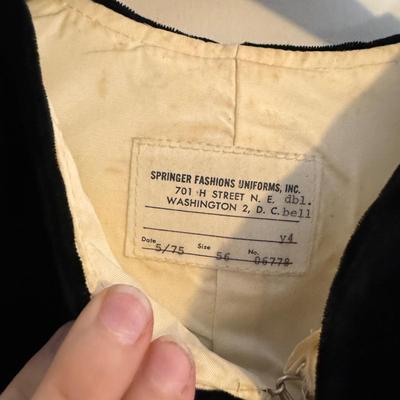 SPRINGER FASHIONS UNIFORMS, INC.
701 H STREET N. E. dbl.
WASHINGTON 2, D. C. bell
y4
Date 5/75 Size 56 No. 06778